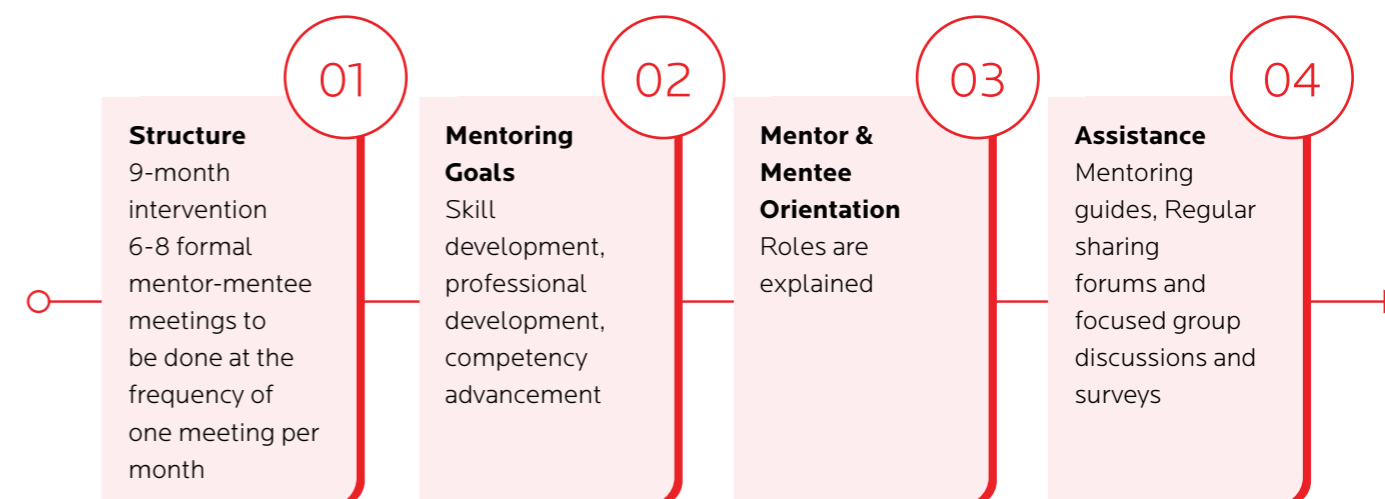 01
Structure
9-month
intervention
6-8 formal
mentor-mentee
meetings to
be done at the
frequency of
one meeting per
month
02
Mentoring
Goals
Skill
development,
professional
development,
competency
advancement
03
Mentor &
Mentee
Orientation
Roles are
explained
04
Assistance
Mentoring
guides, Regular
sharing
forums and
focused group
discussions and
surveys